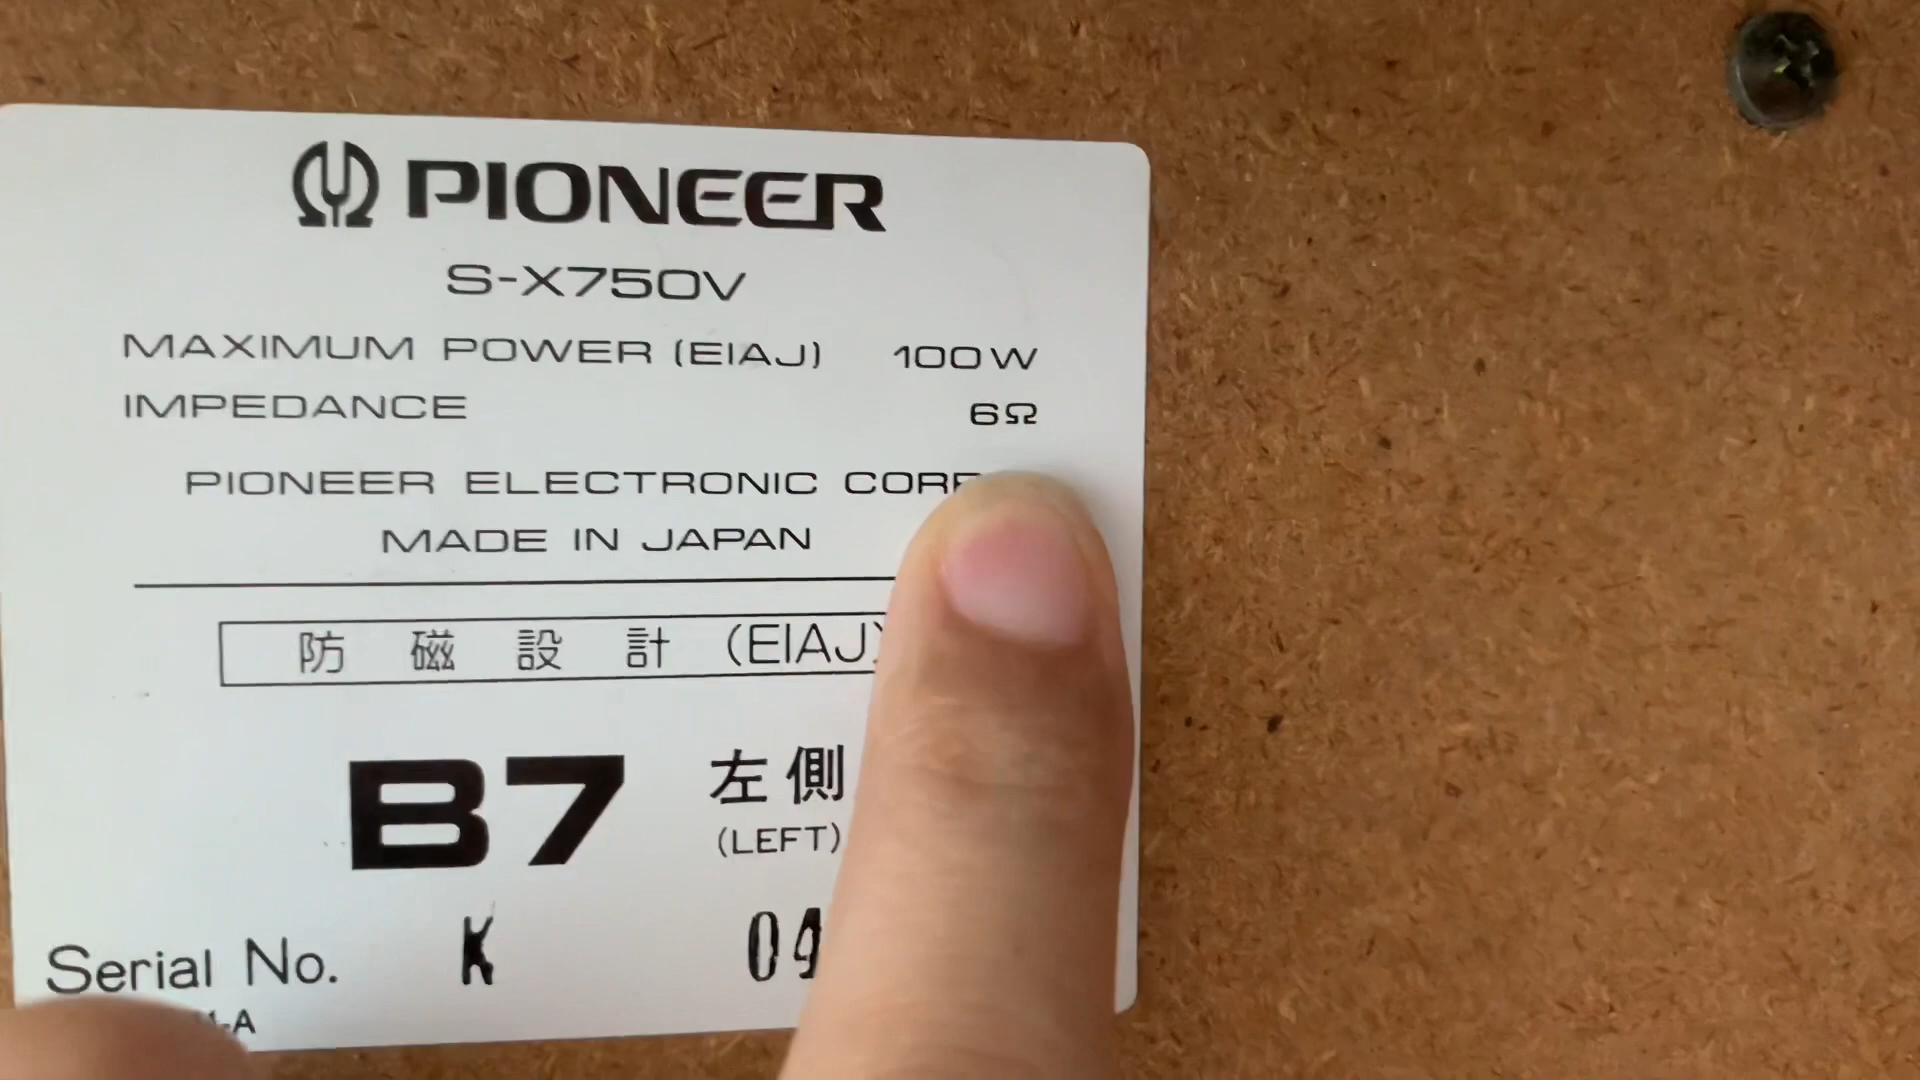 PIONEER
S-X750V
MAXIMUM POWER (EIAJ) 100W
IMPEDANCE 6Ω
PIONEER ELECTRONIC CORP
MADE IN JAPAN
防磁設計 (EIAJ)
B7 左側
(LEFT)
Serial No. K 09
-A